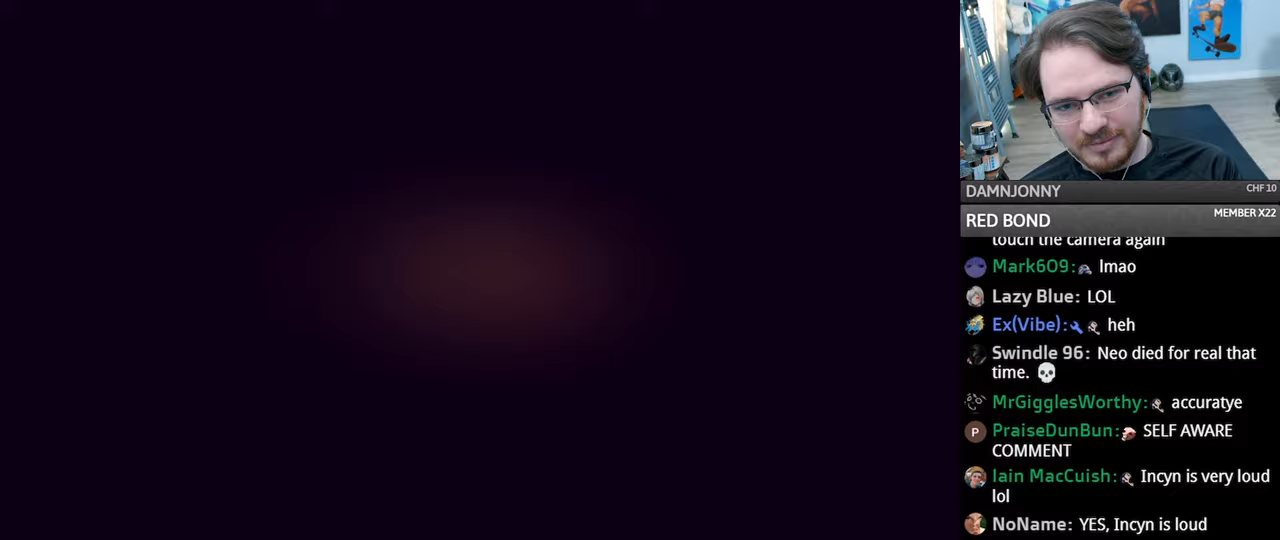 DAMNJONNY CHF 10
RED BOND MEMBER X22
touch the camera again
Mark609: lmao
Lazy Blue: LOL
Ex(Vibe): heh
Swindle 96: Neo died for real that
time. 💀
MrGigglesWorthy: accuratye
P PraiseDunBun: SELF AWARE
COMMENT
Iain MacCuish: Incyn is very loud
lol
NoName: YES, Incyn is loud